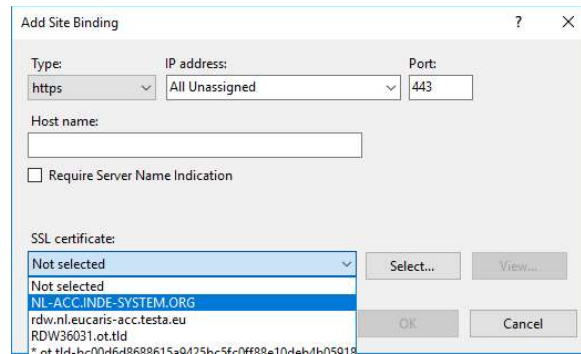 Add Site Binding ? X
Type: IP address: Port:
https All Unassigned 443
Host name:
Require Server Name Indication
SSL certificate:
Not selected Select... View...
Not selected
NL-ACC.INDE-SYSTEM.ORG
rdw.nl.eucaris-acc.testa.eu
RDW36031.ot.tld
OK Cancel